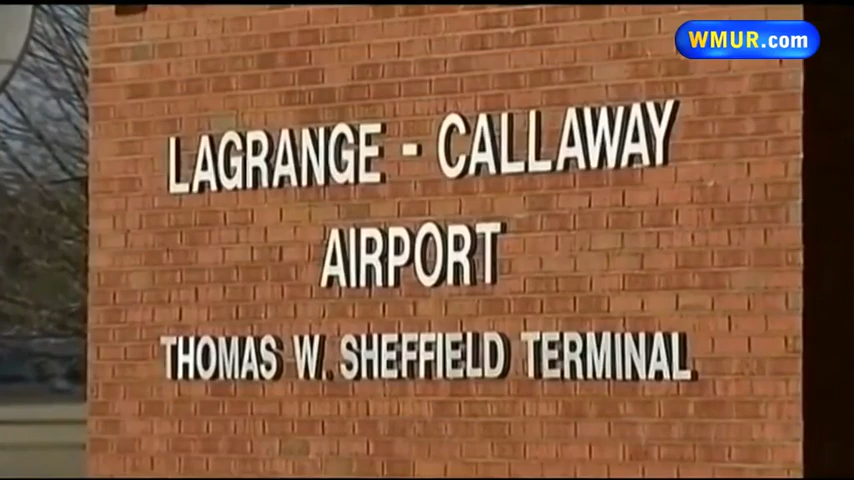 WMUR.com
LAGRANGE - CALLAWAY
AIRPORT
THOMAS W. SHEFFIELD TERMINAL